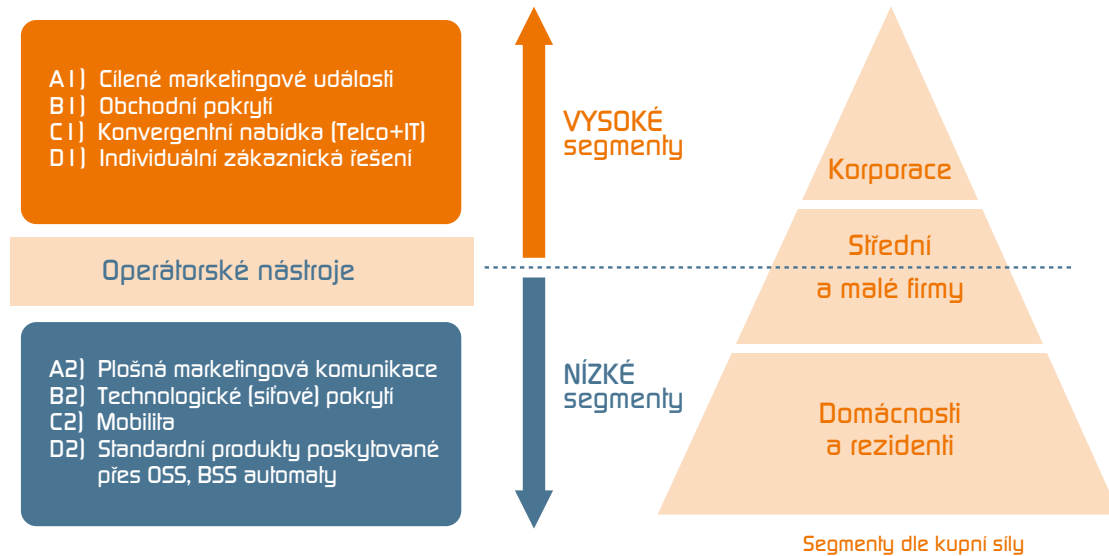 A1) Cílené marketingové události
B1) Obchodní pokrytí
C1) Konvergentní nabídka (Telco+IT)
D1) Individuální zákaznická řešení
Operátorské nástroje
A2) Plošná marketingová komunikace
B2) Technologické (síťové) pokrytí
C2) Mobilita
D2) Standardní produkty poskytované
přes OSS, BSS automaty
VYSOKÉ
segmenty
NÍZKÉ
segmenty
Korporace
Střední
a malé firmy
Domácnosti
a rezidenti
Segmenty dle kupní síly